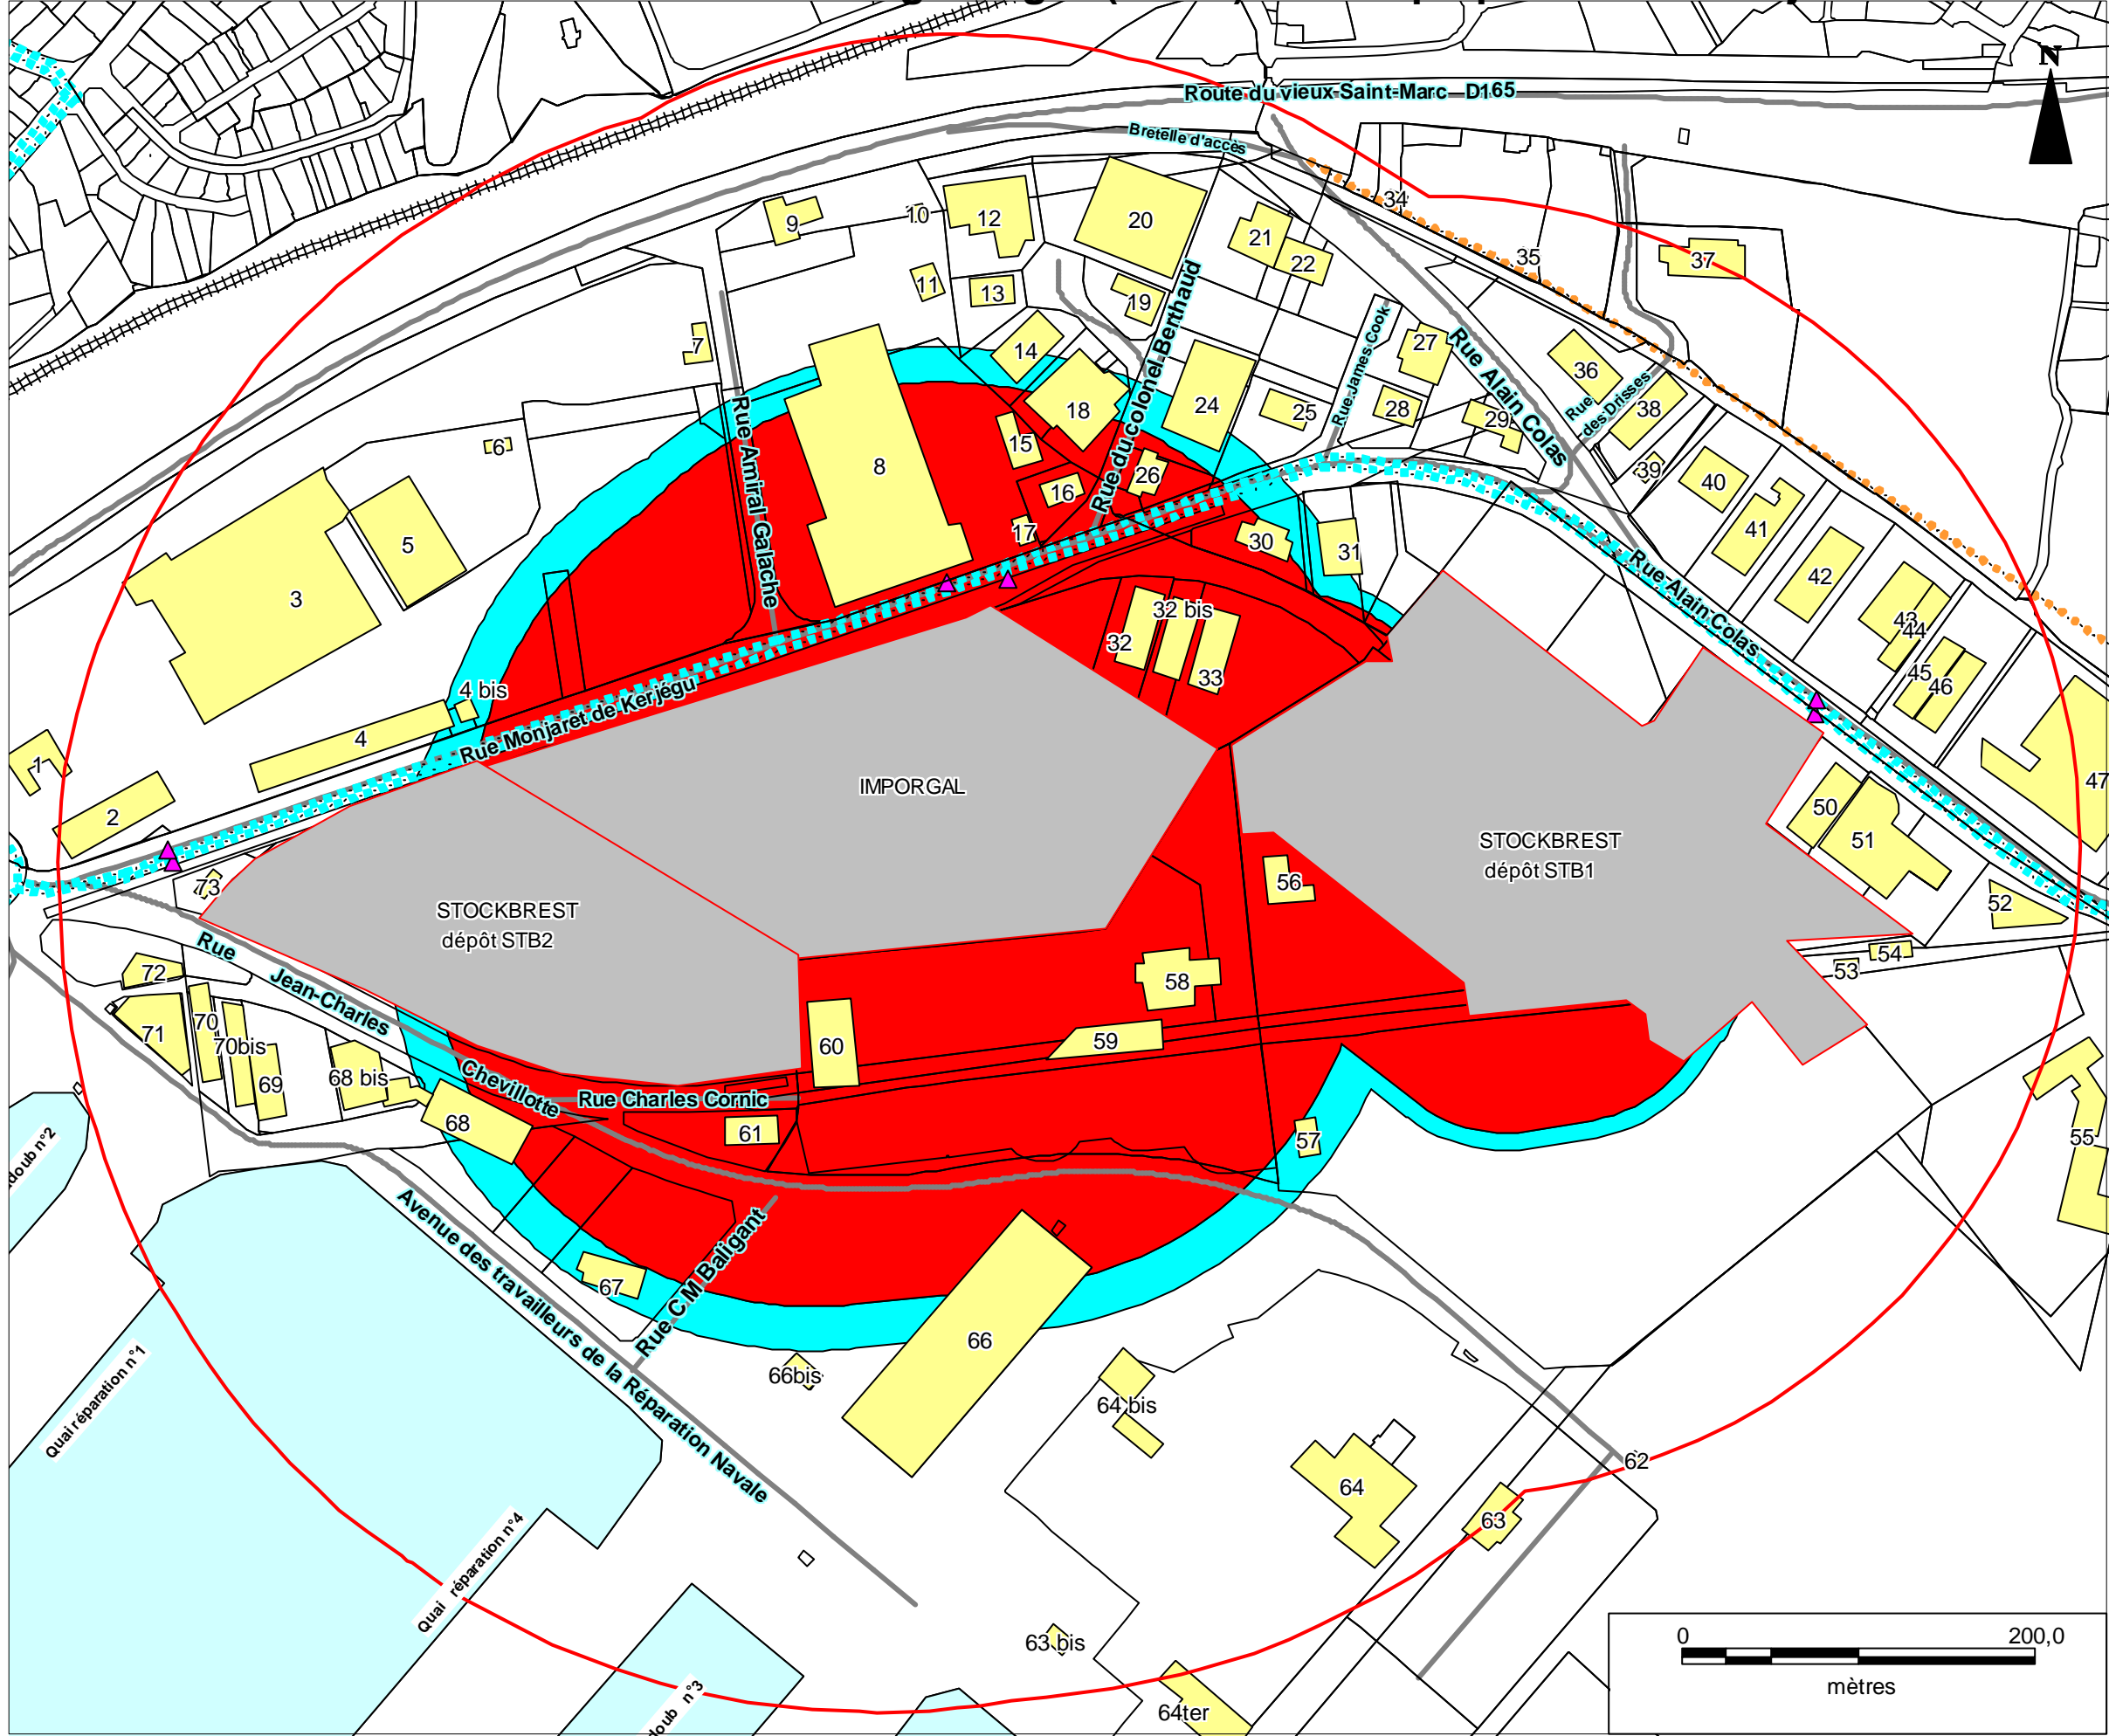 N
Route du vieux Saint-Marc D165
Bretelle d'accès
34
9
10
12
20
21
22
35
37
11
13
19
7
14
27
36
Rue du colonel Berthaud
Rue James Cook
Rue Alain Colas
Rue
des Drisses
18
24
25
28
29
38
Rue Amiral Galache
8
15
6
26
16
39
40
5
17
30
31
41
3
42
32 bis
32
33
Rue Alain Colas
43
44
45
46
4 bis
Rue Monjaret de Kerjégu
4
1
2
47
IMPORGAL
50
51
STOCKBREST
dépôt STB1
73
56
STOCKBREST
dépôt STB2
52
Rue
Jean-Charles
Chevillotte
72
58
54
53
71
70
70bis
60
59
69
68 bis
Rue Charles Cornic
68
61
57
55
doub n°2
Avenue des travailleurs de la Réparation Navale
Rue C M Baligant
67
66
66bis
Quai réparation n°1
64 bis
62
64
63
Quai réparation n°4
63 bis
64ter
doub n°3
0 200,0
mètres